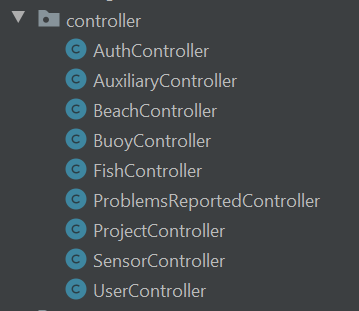 controller
C AuthController
C AuxiliaryController
C BeachController
C BuoyController
C FishController
C ProblemsReportedController
C ProjectController
C SensorController
C UserController